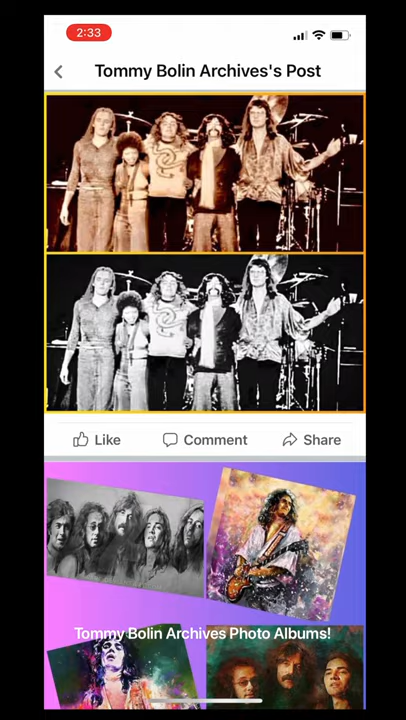 2:33
Tommy Bolin Archives's Post
Like
Comment
Share
Tommy Bolin Archives Photo Albums!